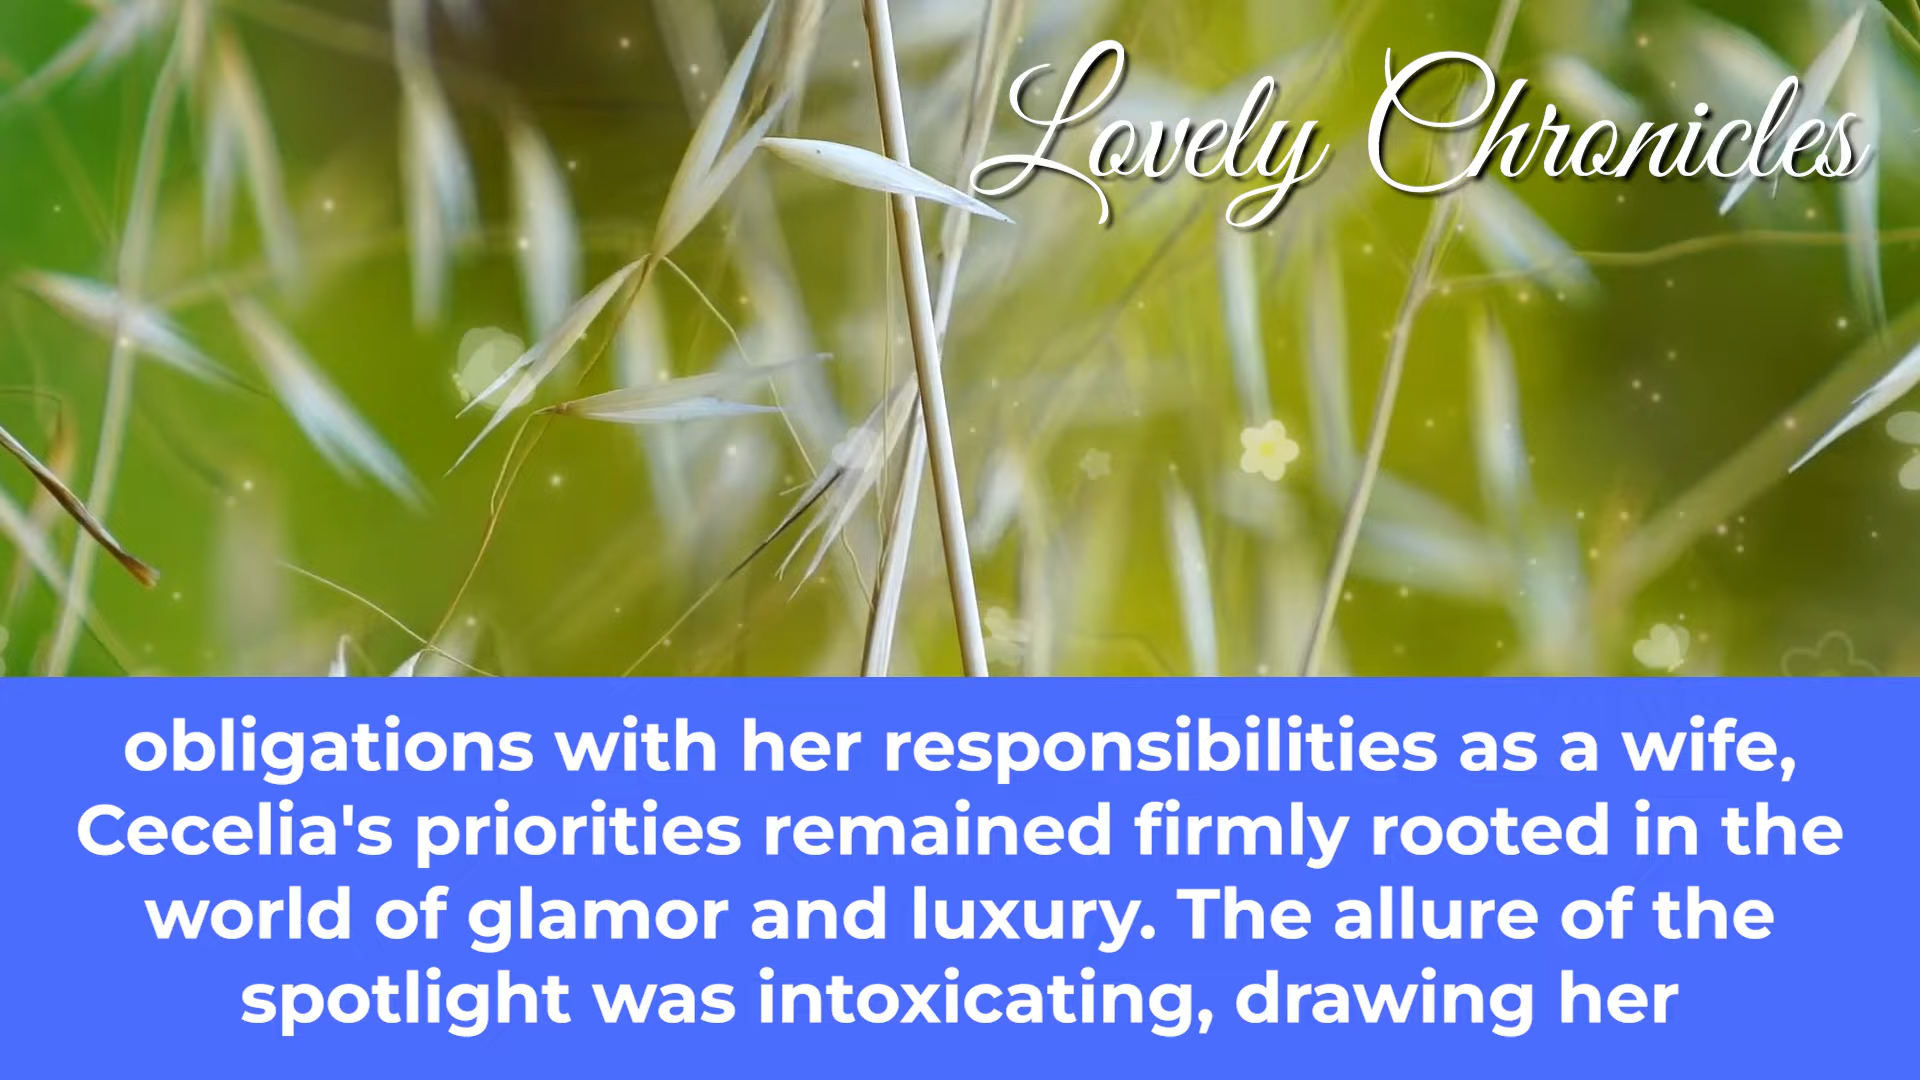 Lovely Chronicles
obligations with her responsibilities as a wife,
Cecelia's priorities remained firmly rooted in the
world of glamor and luxury. The allure of the
spotlight was intoxicating, drawing her